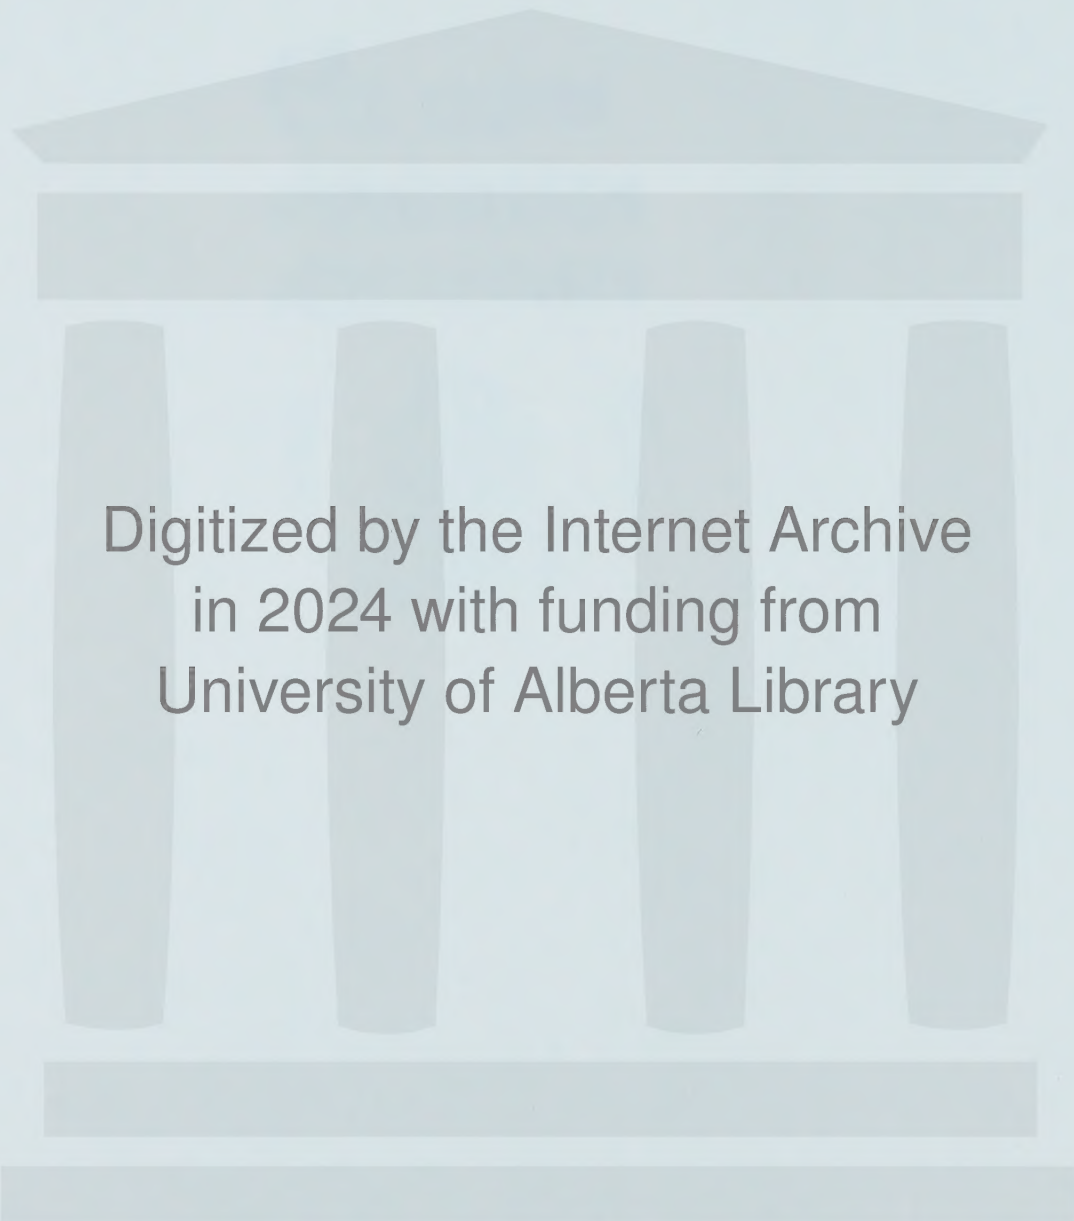 Digitized by the Internet Archive
in 2024 with funding from
University of Alberta Library